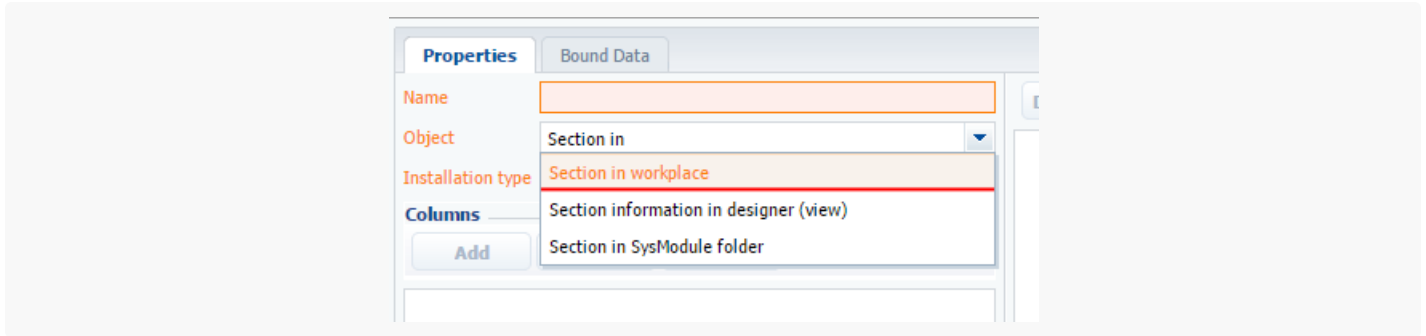 Properties Bound Data
Name
Object Section in
Installation type Section in workplace
Columns Section information in designer (view)
Add Section in SysModule folder